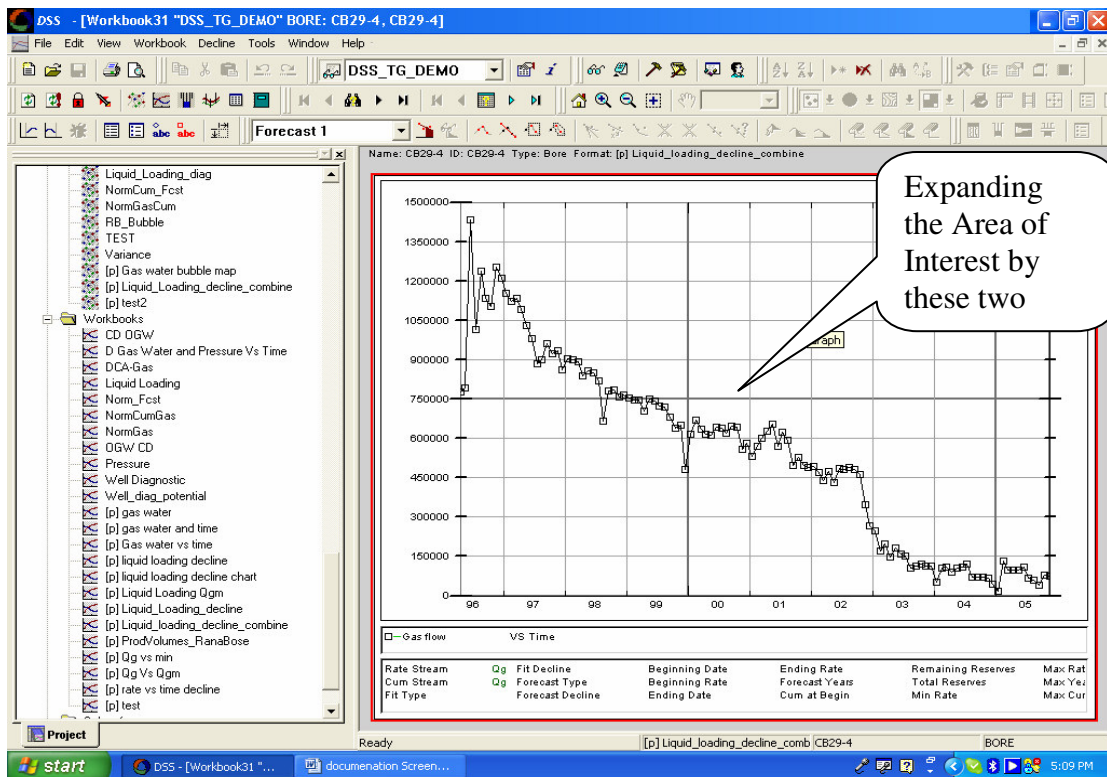 DSS - [Workbook31 "DSS_TG_DEMO" BORE: CB29-4, CB29-4]
File Edit View Workbook Decline Tools Window Help
DSS_TG_DEMO
Forecast 1
Liquid_Loading_diag
NormCum_Fcst
NormGasCum
RB_Bubble
TEST
Variance
[p] Gas water bubble map
[p] Liquid_Loading_decline_combine
[p] test2
Workbooks
CD OGW
D Gas Water and Pressure Vs Time
DCA-Gas
Liquid Loading
Norm_Fcst
NormCumGas
NormGas
OGW CD
Pressure
Well Diagnostic
Well_diag_potential
[p] gas water
[p] gas water and time
[p] Gas water vs time
[p] liquid loading decline
[p] liquid loading decline chart
[p] Liquid Loading Qgm
[p] Liquid_Loading_decline
[p] Liquid_loading_decline_combine
[p] ProdVolumes_RanaBose
[p] Qg vs min
[p] Qg Vs Qgm
[p] rate vs time decline
[p] test
Project
Name: CB29-4 ID: CB29-4 Type: Bore Format: [p] Liquid_loading_decline_combine
Expanding
the Area of
Interest by
these two
raph
1500000
1350000
1200000
1050000
900000
750000
600000
450000
300000
150000
0
96 97 98 99 00 01 02 03 04 05
Gas flow VS Time
Rate Stream Qg Fit Decline Beginning Date Ending Rate Remaining Reserves Max Rat
Cum Stream Qg Forecast Type Beginning Rate Forecast Years Total Reserves Max Yea
Fit Type Forecast Decline Ending Date Cum at Begin Min Rate Max Cur
Ready [p] Liquid_loading_decline_comb CB29-4 BORE
start DSS - [Workbook31 "... documenation Screen... 5:09 PM